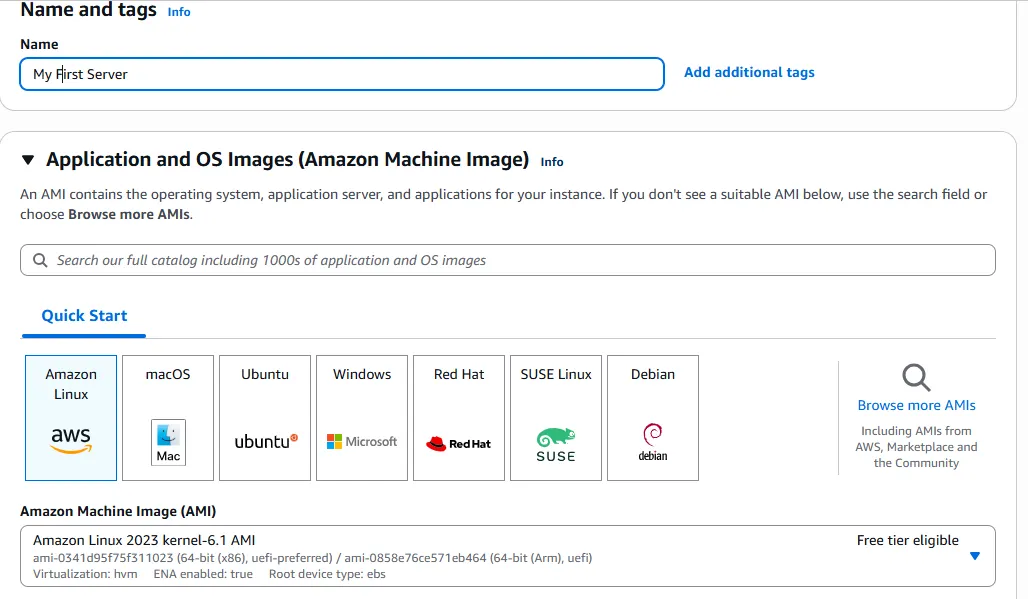 Name and tags Info
Name
My First Server
Add additional tags
Application and OS Images (Amazon Machine Image) Info
An AMI contains the operating system, application server, and applications for your instance. If you don't see a suitable AMI below, use the search field or
choose Browse more AMIs.
Search our full catalog including 1000s of application and OS images
Quick Start
Amazon
Linux
aws
macOS
Mac
Ubuntu
ubuntu
Windows
Microsoft
Red Hat
Red Hat
SUSE Linux
SUSE
Debian
debian
Browse more AMIs
Including AMIs from
AWS, Marketplace and
the Community
Amazon Machine Image (AMI)
Amazon Linux 2023 kernel-6.1 AMI
Free tier eligible
ami-0341d95f75f311023 (64-bit (x86), uefi-preferred) / ami-0858e76ce571eb464 (64-bit (Arm), uefi)
Virtualization: hvm ENA enabled: true Root device type: ebs